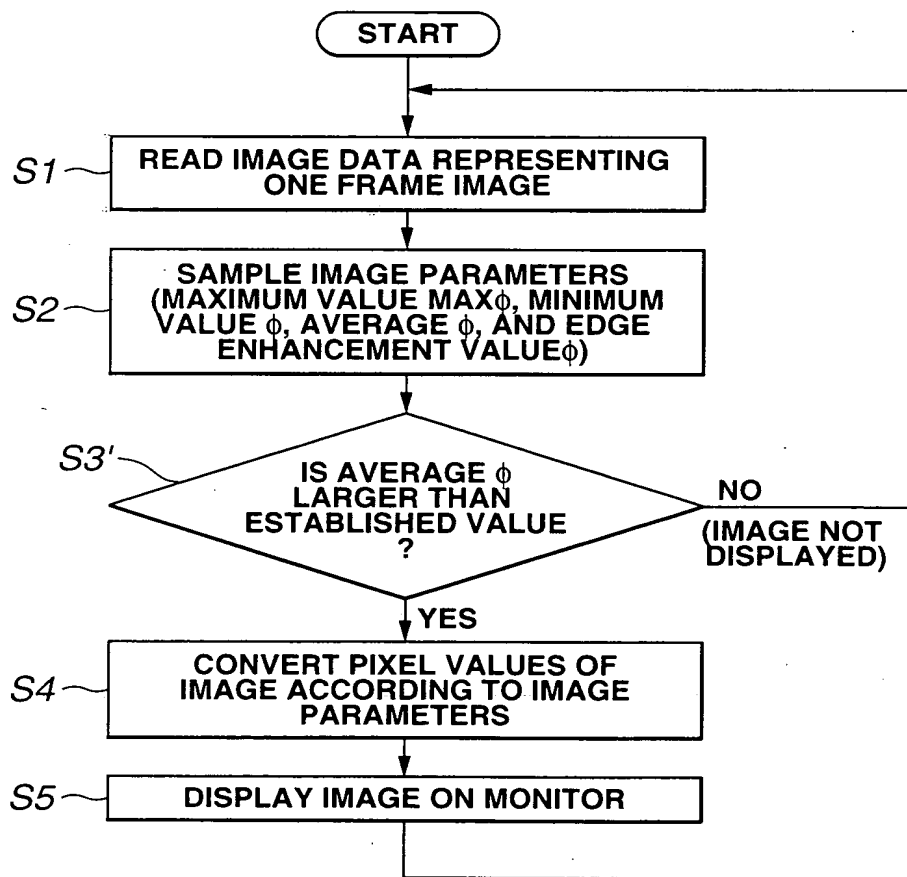 START
S1
READ IMAGE DATA REPRESENTING
ONE FRAME IMAGE
S2
SAMPLE IMAGE PARAMETERS
(MAXIMUM VALUE MAXϕ, MINIMUM
VALUE ϕ, AVERAGE ϕ, AND EDGE
ENHANCEMENT VALUEϕ)
S3'
IS AVERAGE ϕ
LARGER THAN
ESTABLISHED VALUE
?
NO
(IMAGE NOT
DISPLAYED)
YES
S4
CONVERT PIXEL VALUES OF
IMAGE ACCORDING TO IMAGE
PARAMETERS
S5
DISPLAY IMAGE ON MONITOR